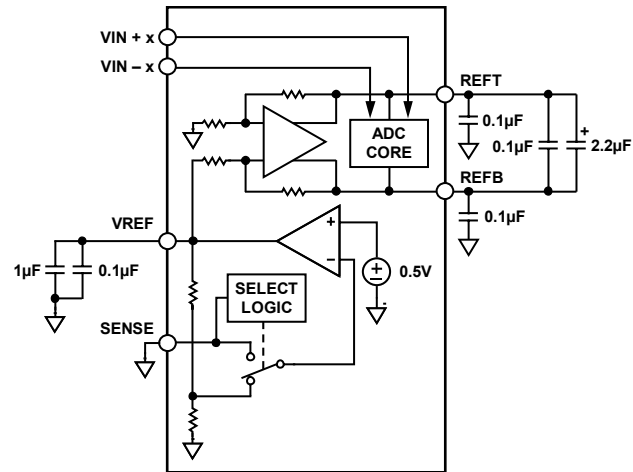 VIN + x
VIN – x
REFT
ADC
CORE
0.1µF
0.1µF
+
2.2µF
REFB
0.1µF
VREF
+
–
0.5V
1µF
0.1µF
SELECT
LOGIC
SENSE